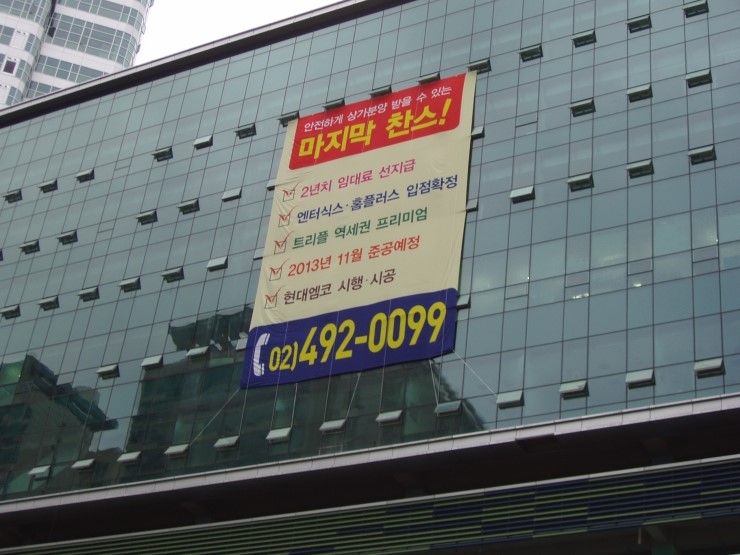 안전하게 상가분양 받을 수 있는
마지막 찬스!
2년치 임대료 선지급
엔터식스·홈플러스 입점확정
트리플 역세권 프리미엄
2013년 11월 준공예정
현대엠코 시행·시공
02)492-0099